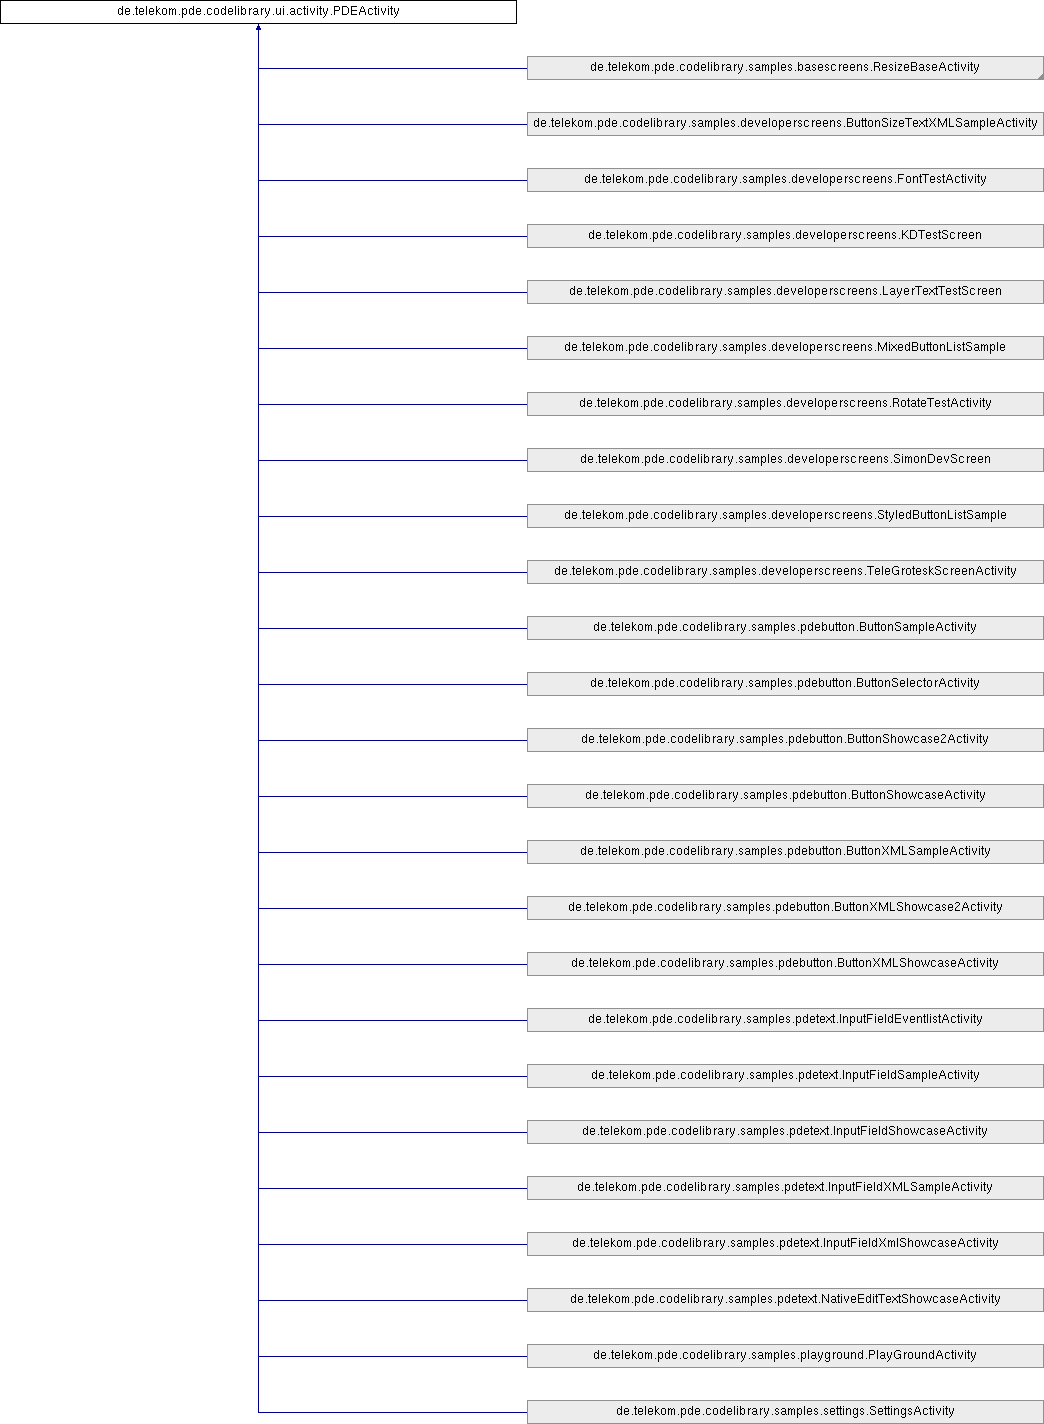 de.telekom.pde.codelibrary.ui.activity.PDEActivity
de.telekom.pde.codelibrary.samples.basescreens.ResizeBaseActivity
de.telekom.pde.codelibrary.samples.developerscreens.ButtonSizeTextXMLSampleActivity
de.telekom.pde.codelibrary.samples.developerscreens.FontTestActivity
de.telekom.pde.codelibrary.samples.developerscreens.KDTestScreen
de.telekom.pde.codelibrary.samples.developerscreens.LayerTextTestScreen
de.telekom.pde.codelibrary.samples.developerscreens.MixedButtonListSample
de.telekom.pde.codelibrary.samples.developerscreens.RotateTestActivity
de.telekom.pde.codelibrary.samples.developerscreens.SimonDevScreen
de.telekom.pde.codelibrary.samples.developerscreens.StyledButtonListSample
de.telekom.pde.codelibrary.samples.developerscreens.TeleGroteskScreenActivity
de.telekom.pde.codelibrary.samples.pdebutton.ButtonSampleActivity
de.telekom.pde.codelibrary.samples.pdebutton.ButtonSelectorActivity
de.telekom.pde.codelibrary.samples.pdebutton.ButtonShowcase2Activity
de.telekom.pde.codelibrary.samples.pdebutton.ButtonShowcaseActivity
de.telekom.pde.codelibrary.samples.pdebutton.ButtonXMLSampleActivity
de.telekom.pde.codelibrary.samples.pdebutton.ButtonXMLShowcase2Activity
de.telekom.pde.codelibrary.samples.pdebutton.ButtonXMLShowcaseActivity
de.telekom.pde.codelibrary.samples.pdetext.InputFieldEventlistActivity
de.telekom.pde.codelibrary.samples.pdetext.InputFieldSampleActivity
de.telekom.pde.codelibrary.samples.pdetext.InputFieldShowcaseActivity
de.telekom.pde.codelibrary.samples.pdetext.InputFieldXMLSampleActivity
de.telekom.pde.codelibrary.samples.pdetext.InputFieldXmlShowcaseActivity
de.telekom.pde.codelibrary.samples.pdetext.NativeEditTextShowcaseActivity
de.telekom.pde.codelibrary.samples.playground.PlayGroundActivity
de.telekom.pde.codelibrary.samples.settings.SettingsActivity